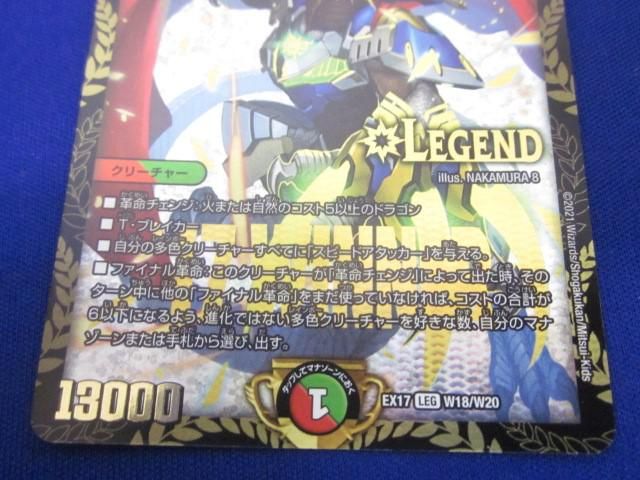 LEGEND
illus. NAKAMURA 8
クリーチャー
■革命チェンジ:火または自然のコスト5以上のドラゴン
■T・ブレイカー
■自分の多色クリーチャーすべてに「スピードアタッカー」を与える。
■ファイナル革命:このクリーチャーが「革命チェンジ」によって出た時、その
ターン中に他の「ファイナル革命」をまだ使っていなければ、コストの合計が
6以下になるよう、進化ではない多色クリーチャーを好きな数、自分のマナ
ゾーンまたは手札から選び、出す。
©2021 Wizards/Shogakukan/Mitsui-Kids
タップしてマナゾーンにおく
1
13000
EX17 LEG W18/W20